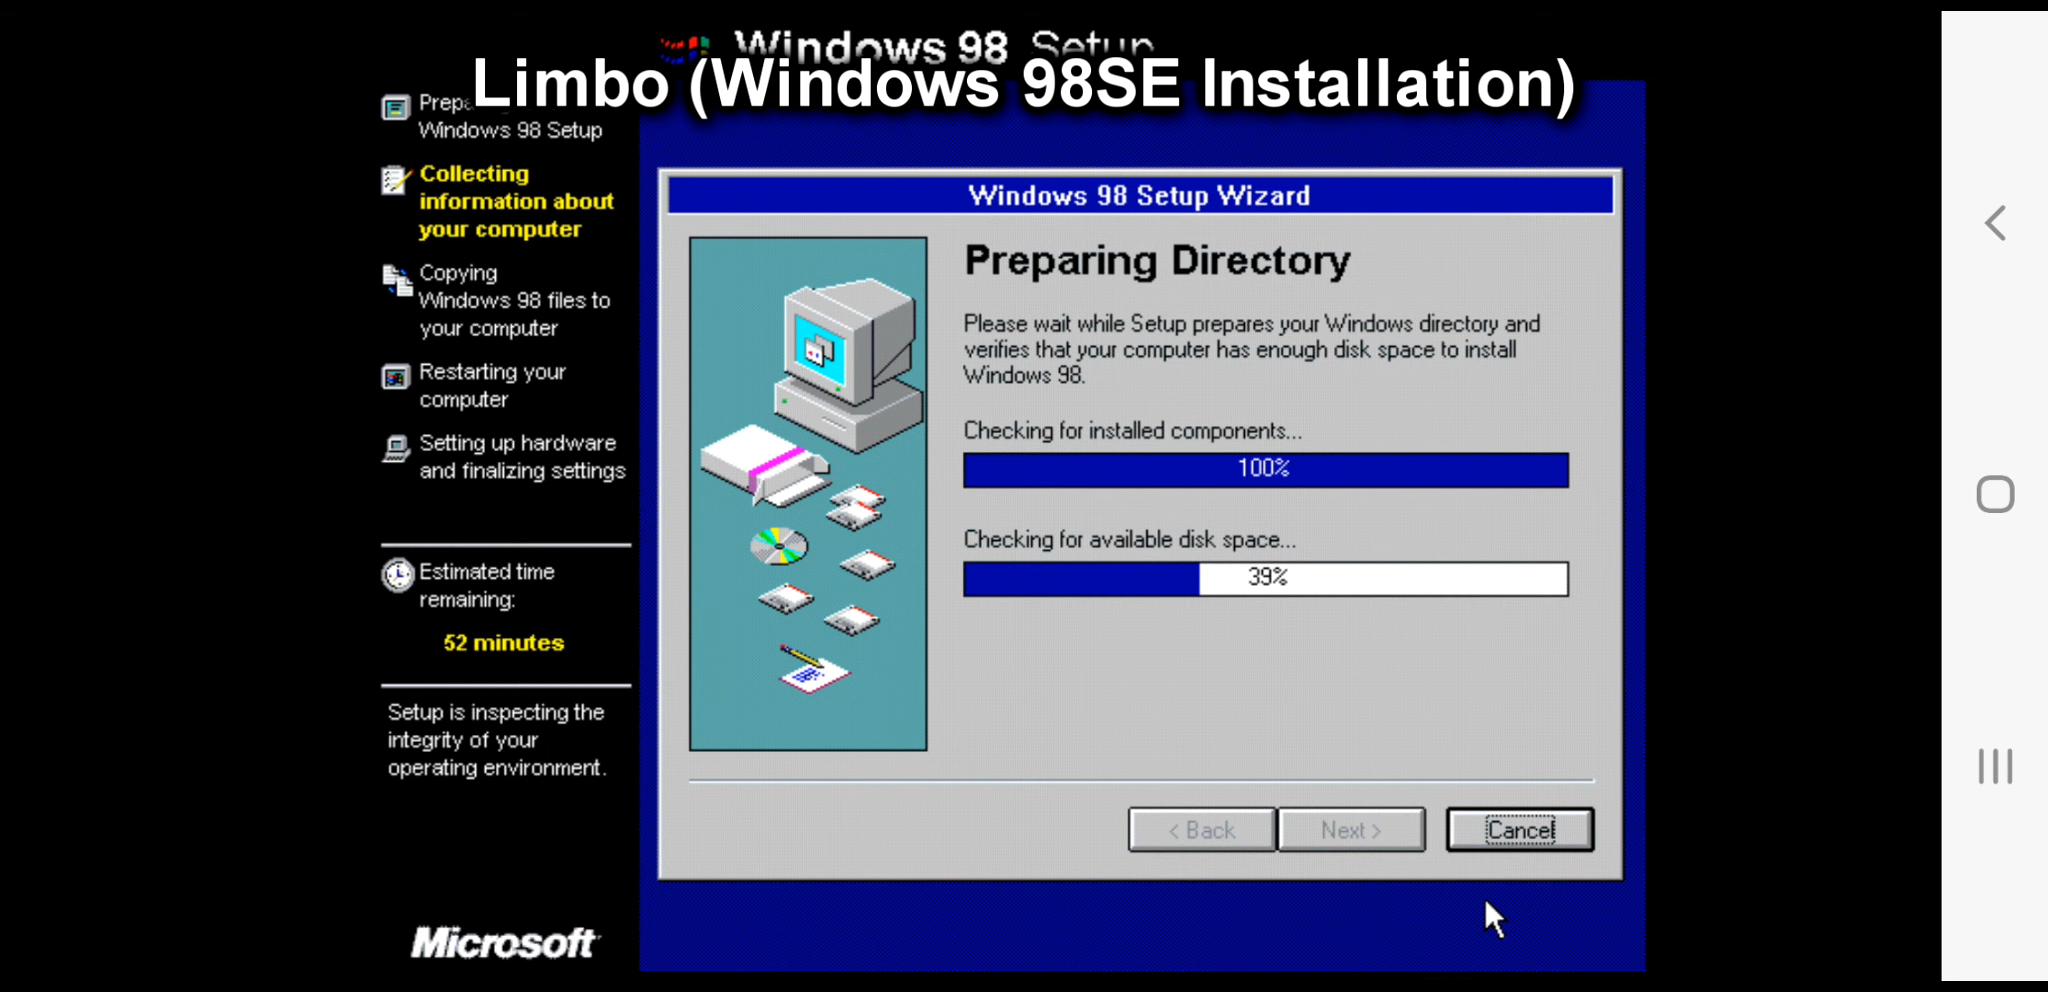 Windows 98 Setup
Limbo (Windows 98SE Installation)
Windows 98 Setup
Collecting
information about
your computer
Copying
Windows 98 files to
your computer
Restarting your
computer
Setting up hardware
and finalizing settings
Estimated time
remaining:
52 minutes
Setup is inspecting the
integrity of your
operating environment.
Microsoft
Windows 98 Setup Wizard
Preparing Directory
Please wait while Setup prepares your Windows directory and
verifies that your computer has enough disk space to install
Windows 98.
Checking for installed components...
100%
Checking for available disk space...
39%
< Back
Next >
Cancel